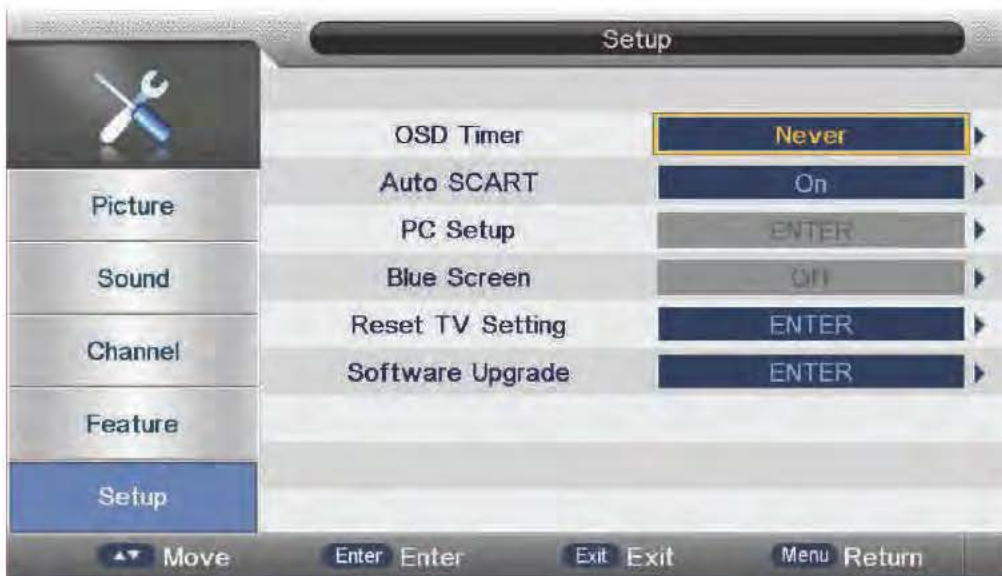 Setup
OSD Timer Never
Auto SCART On
PC Setup ENTER
Blue Screen Off
Reset TV Setting ENTER
Software Upgrade ENTER
Picture
Sound
Channel
Feature
Setup
Move Enter Enter Exit Exit Menu Return